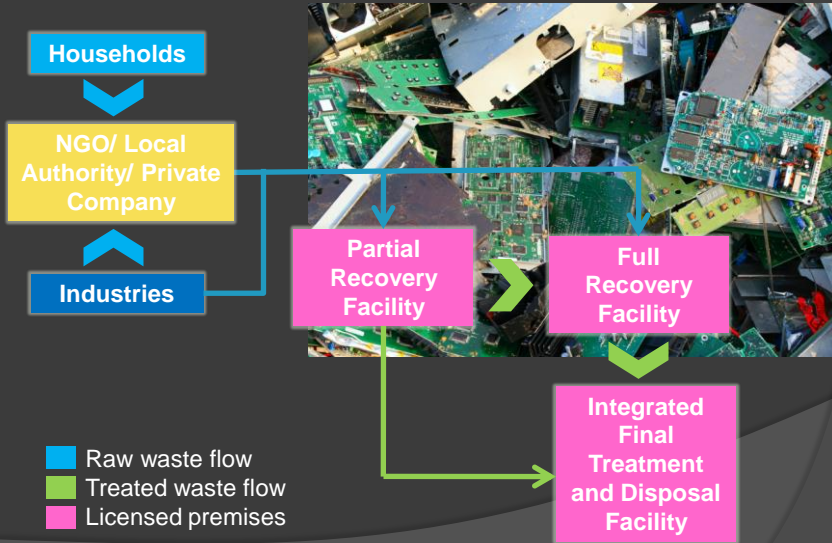 Households
NGO/ Local
Authority/ Private
Company
Industries
Partial
Recovery
Facility
Full
Recovery
Facility
Integrated
Final
Treatment
and Disposal
Facility
Raw waste flow
Treated waste flow
Licensed premises